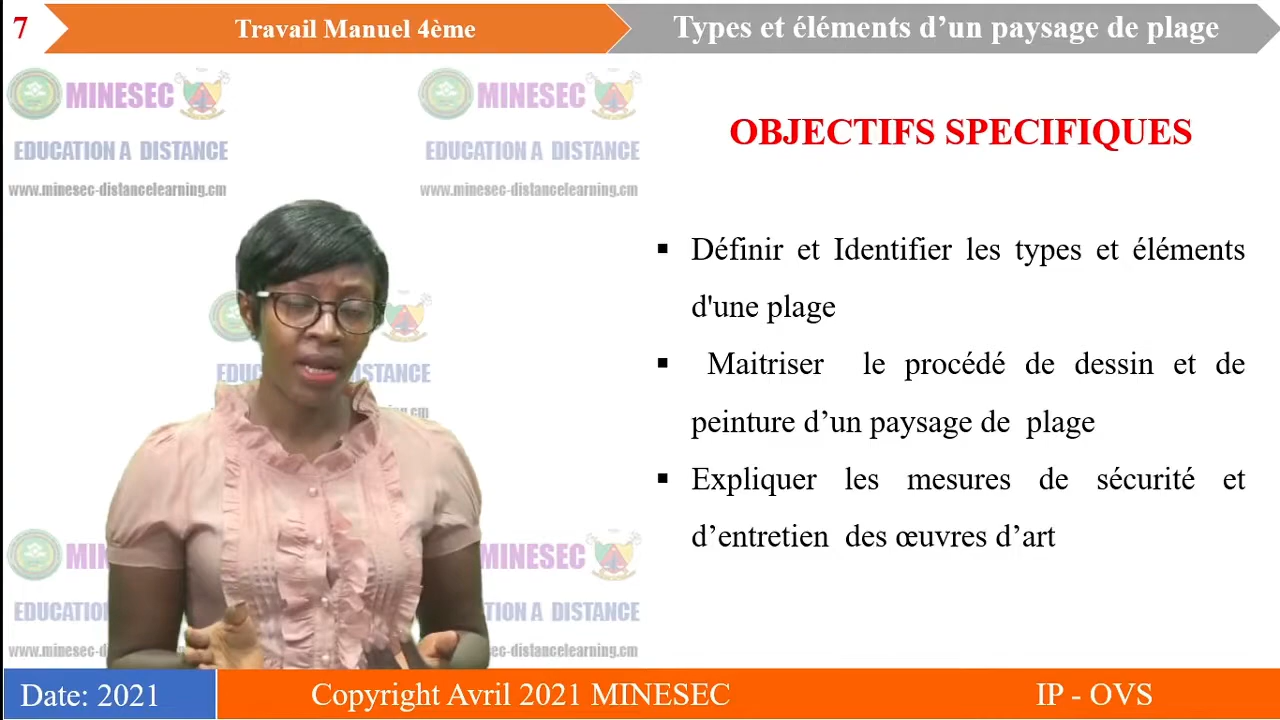 7
Travail Manuel 4ème
Types et éléments d’un paysage de plage
MINESEC
MINESEC
EDUCATION A DISTANCE
EDUCATION A DISTANCE
www.minesec-distancelearning.cm
www.minesec-distancelearning.cm
OBJECTIFS SPECIFIQUES
▪ Définir et Identifier les types et éléments
d'une plage
▪ Maitriser le procédé de dessin et de
peinture d’un paysage de plage
▪ Expliquer les mesures de sécurité et
d’entretien des œuvres d’art
MINESEC
EDUCATION A DISTANCE
www.minesec-distancelearning.cm
Date: 2021
Copyright Avril 2021 MINESEC
IP - OVS